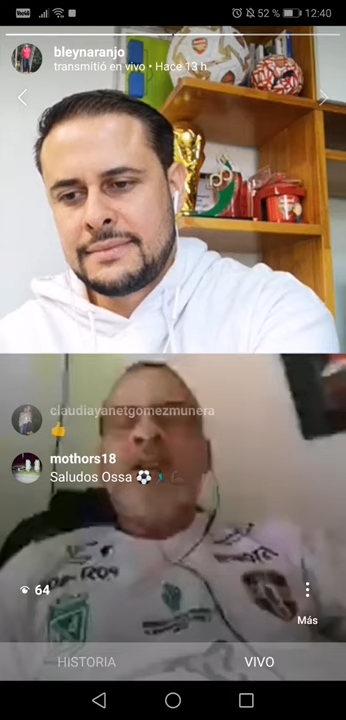 52 % 12:40
bleynaranjo
transmitió en vivo • Hace 13 h
claudiayanetgomezmunera
👍
mothors18
Saludos Ossa ⚽🕺🏻💪🏿
64
Más
HISTORIA VIVO